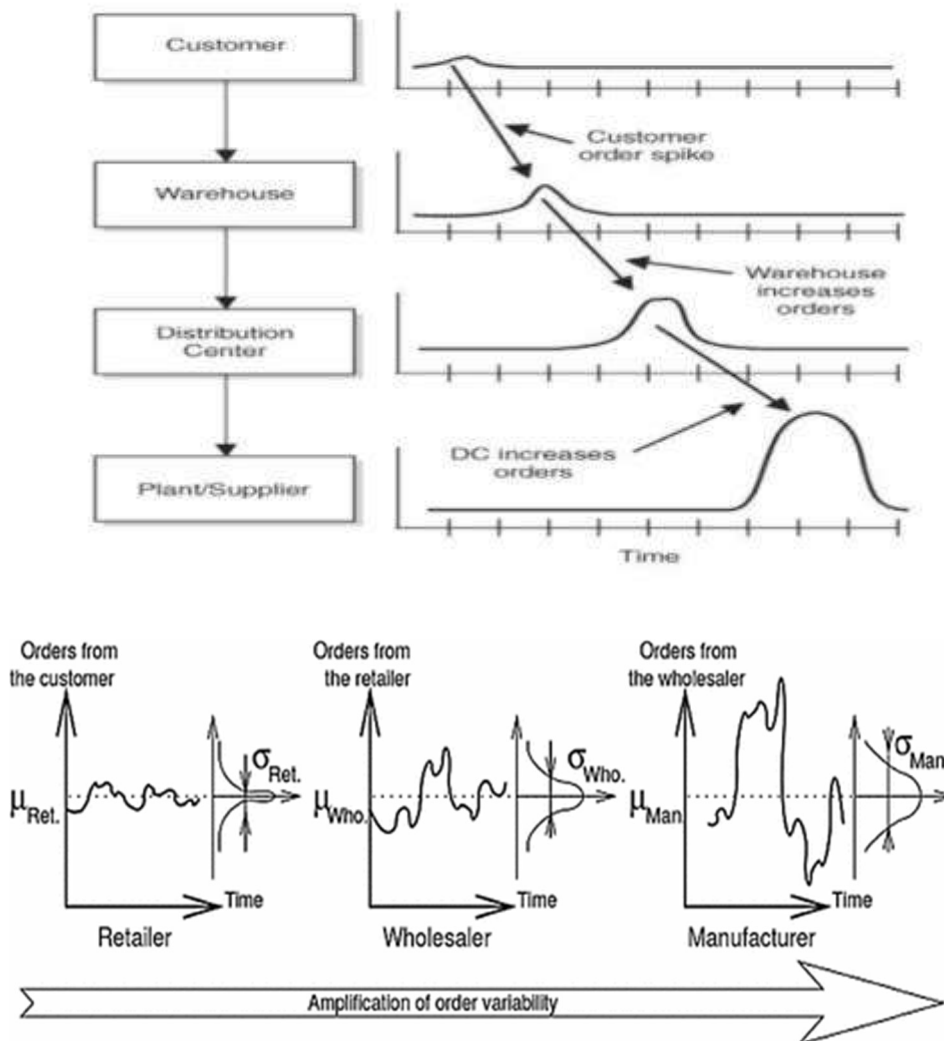 Customer
Customer
order spike
Warehouse
Warehouse
increases
orders
Distribution
Center
DC increases
orders
Plant/Supplier
Time
Orders from
the customer
μRet.
σRet.
Time
Retailer
Orders from
the retailer
μWho.
σWho.
Time
Wholesaler
Orders from
the wholesaler
μMan.
σMan
Time
Manufacturer
Amplification of order variability